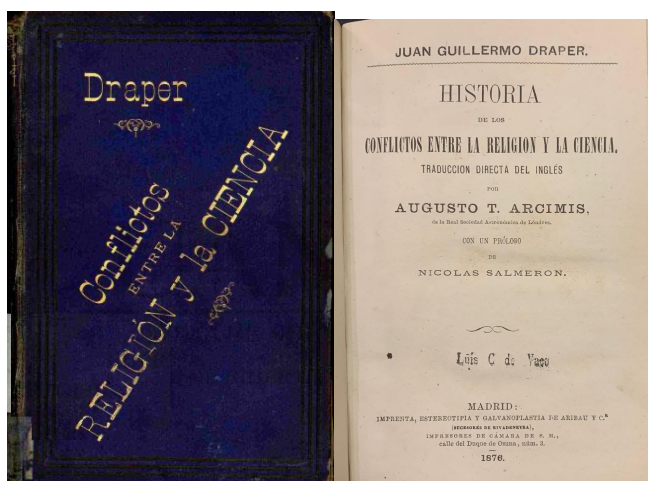 Draper
Conflictos
ENTRE LA
RELIGIÓN y la CIENCIA
JUAN GUILLERMO DRAPER.
HISTORIA
DE LOS
CONFLICTOS ENTRE LA RELIGION Y LA CIENCIA.
TRADUCCION DIRECTA DEL INGLÉS
POR
AUGUSTO T. ARCIMIS,
de la Real Sociedad Astronómica de Lóndres.
CON UN PRÓLOGO
DE
NICOLAS SALMERON.
Luis C de Vaca
MADRID:
IMPRENTA, ESTEREOTIPIA Y GALVANOPLASTIA DE ARIBAU Y C.ª
(SUCESORES DE RIVADENEYRA),
IMPRESORES DE CÁMARA DE S. M.,
calle del Duque de Osuna, núm. 3.
1876.